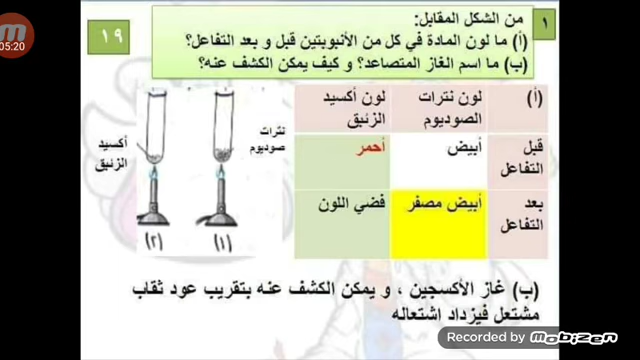 05:20
١
من الشكل المقابل:
(أ) ما لون المادة في كل من الأنبوبتين قبل و بعد التفاعل؟
(ب) ما اسم الغاز المتصاعد؟ و كيف يمكن الكشف عنه؟
١٩
(أ) لون نترات الصوديوم لون أكسيد الزئبق
قبل التفاعل أبيض أحمر
بعد التفاعل أبيض مصفر فضي اللون
نترات صوديوم
أكسيد الزئبق
(١) (٢)
(ب) غاز الأكسجين ، و يمكن الكشف عنه بتقريب عود ثقاب
مشتعل فيزداد اشتعاله
Recorded by mobizen